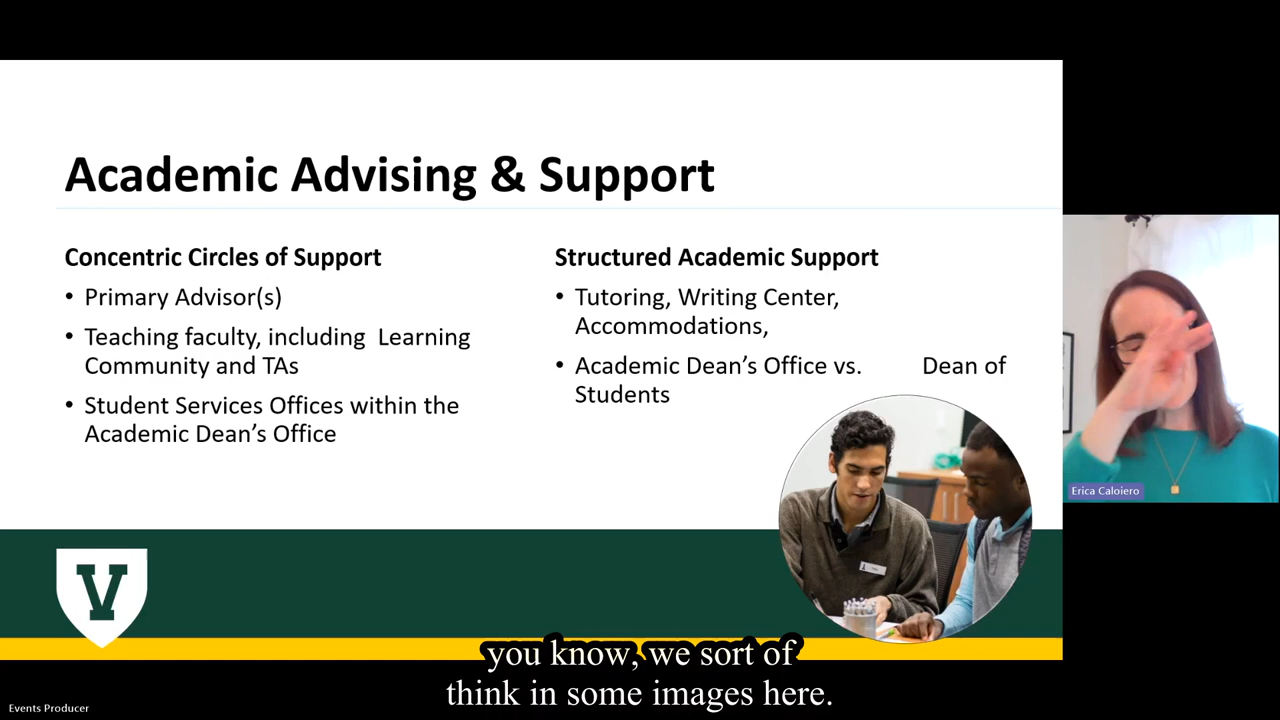 Academic Advising & Support
Concentric Circles of Support
• Primary Advisor(s)
• Teaching faculty, including  Learning
Community and TAs
• Student Services Offices within the
Academic Dean’s Office
Structured Academic Support
• Tutoring, Writing Center,
Accommodations,
• Academic Dean’s Office vs. Dean of
Students
Erica Caloiero
V
you know, we sort of
think in some images here.
Events Producer